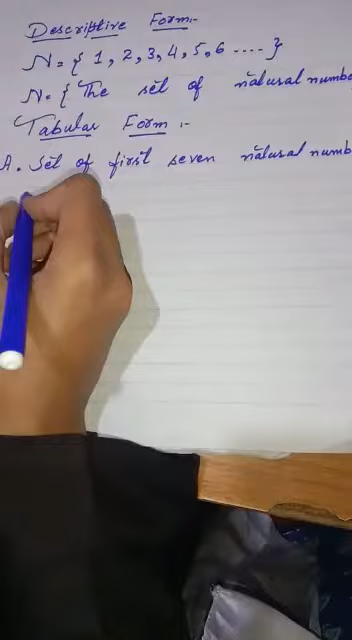 Descriptive Form:-
N = { 1, 2, 3, 4, 5, 6 ....}
N = { The set of natural numb
Tabular Form :-
A. Set of first seven natural numb